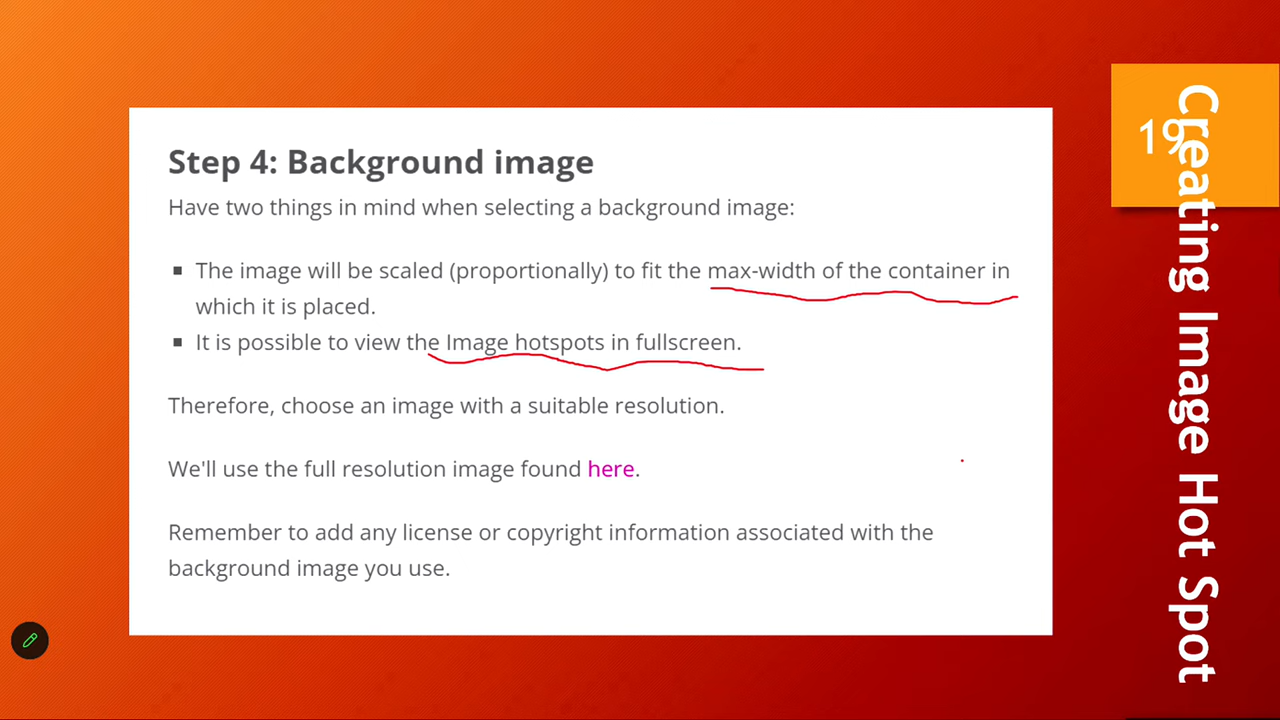 Step 4: Background image
Have two things in mind when selecting a background image:
▪ The image will be scaled (proportionally) to fit the max-width of the container in
which it is placed.
▪ It is possible to view the Image hotspots in fullscreen.
Therefore, choose an image with a suitable resolution.
We'll use the full resolution image found here.
Remember to add any license or copyright information associated with the
background image you use.
19
Creating Image Hot Spot